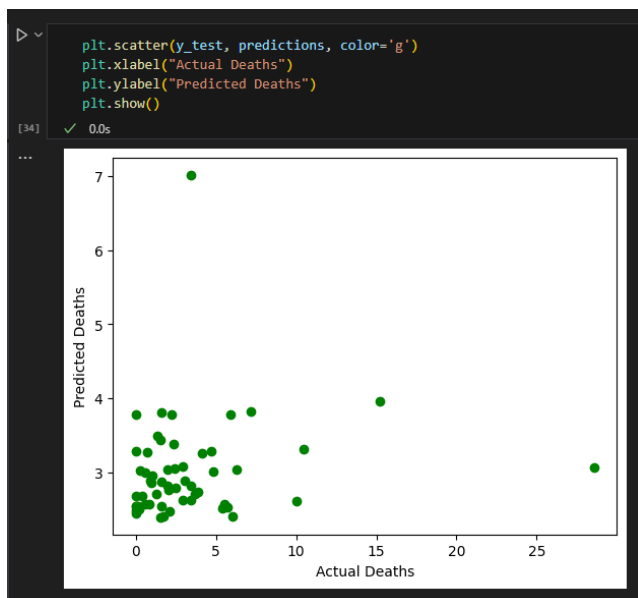 plt.scatter(y_test, predictions, color='g')
plt.xlabel("Actual Deaths")
plt.ylabel("Predicted Deaths")
plt.show()
[34]
0.0s
...
7
6
5
4
3
Predicted Deaths
0
5
10
15
20
25
Actual Deaths